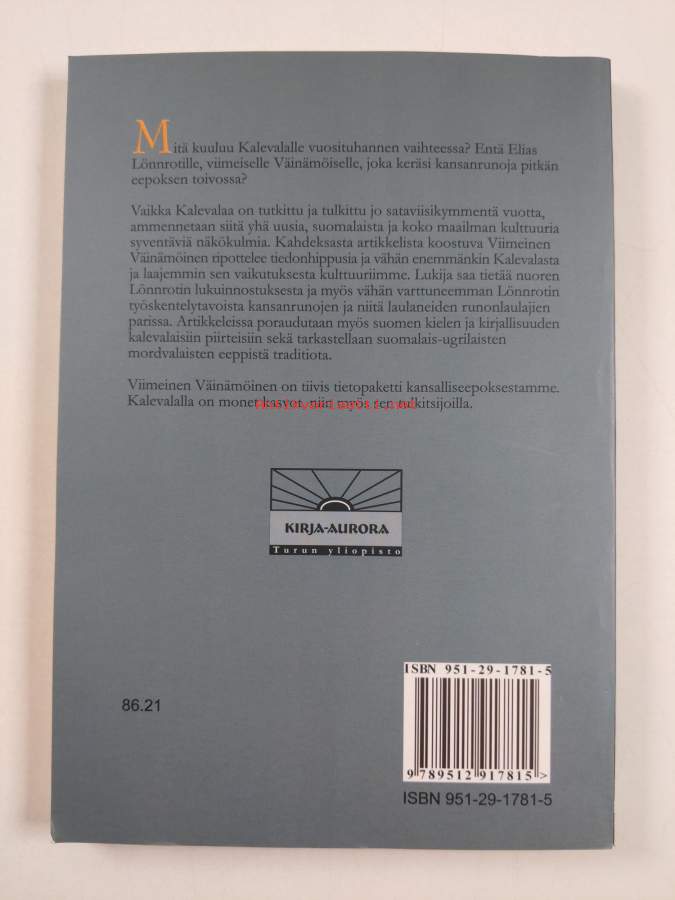 Mitä kuuluu Kalevalalle vuosituhannen vaihteessa? Entä Elias
Lönnrotille, viimeiselle Väinämöiselle, joka keräsi kansanrunoja pitkän
eepoksen toivossa?
Vaikka Kalevalaa on tutkittu ja tulkittu jo sataviisikymmentä vuotta,
ammennetaan siitä yhä uusia, suomalaista ja koko maailman kulttuuria
syventäviä näkökulmia. Kahdeksasta artikkelista koostuva Viimeinen
Väinämöinen ripottelee tiedonhippusia ja vähän enemmänkin Kalevalasta
ja laajemmin sen vaikutuksesta kulttuuriimme. Lukija saa tietää nuoren
Lönnrotin lukuinnostuksesta ja myös vähän varttuneemman Lönnrotin
työskentelytavoista kansanrunojen ja niitä laulaneiden runonlaulajien
parissa. Artikkeleissa poraudutaan myös suomen kielen ja kirjallisuuden
kalevalaisiin piirteisiin sekä tarkastellaan suomalais-ugrilaisten
mordvalaisten eeppistä traditiota.
Viimeinen Väinämöinen on tiivis tietopaketti kansalliseepoksestamme.
Kalevalalla on monet kasvot, niin myös sen tulkitsijoilla.
KIRJA-AURORA
Turun yliopisto
ISBN 951-29-1781-5
86.21
9 789512 917815 >
ISBN 951-29-1781-5